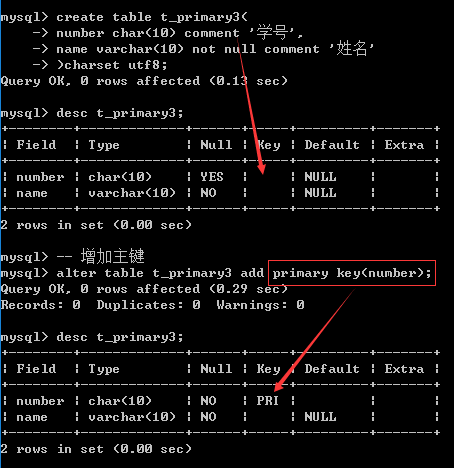 mysql> create table t_primary3(
    -> number char(10) comment '学号',
    -> name varchar(10) not null comment '姓名'
    -> )charset utf8;
Query OK, 0 rows affected (0.13 sec)
mysql> desc t_primary3;
+--------+-------------+------+-----+---------+-------+
| Field  | Type        | Null | Key | Default | Extra |
+--------+-------------+------+-----+---------+-------+
| number | char(10)    | YES  |     | NULL    |       |
| name   | varchar(10) | NO   |     | NULL    |       |
+--------+-------------+------+-----+---------+-------+
2 rows in set (0.00 sec)
mysql> -- 增加主键
mysql> alter table t_primary3 add primary key(number);
Query OK, 0 rows affected (0.29 sec)
Records: 0  Duplicates: 0  Warnings: 0
mysql> desc t_primary3;
+--------+-------------+------+-----+---------+-------+
| Field  | Type        | Null | Key | Default | Extra |
+--------+-------------+------+-----+---------+-------+
| number | char(10)    | NO   | PRI |         |       |
| name   | varchar(10) | NO   |     | NULL    |       |
+--------+-------------+------+-----+---------+-------+
2 rows in set (0.00 sec)